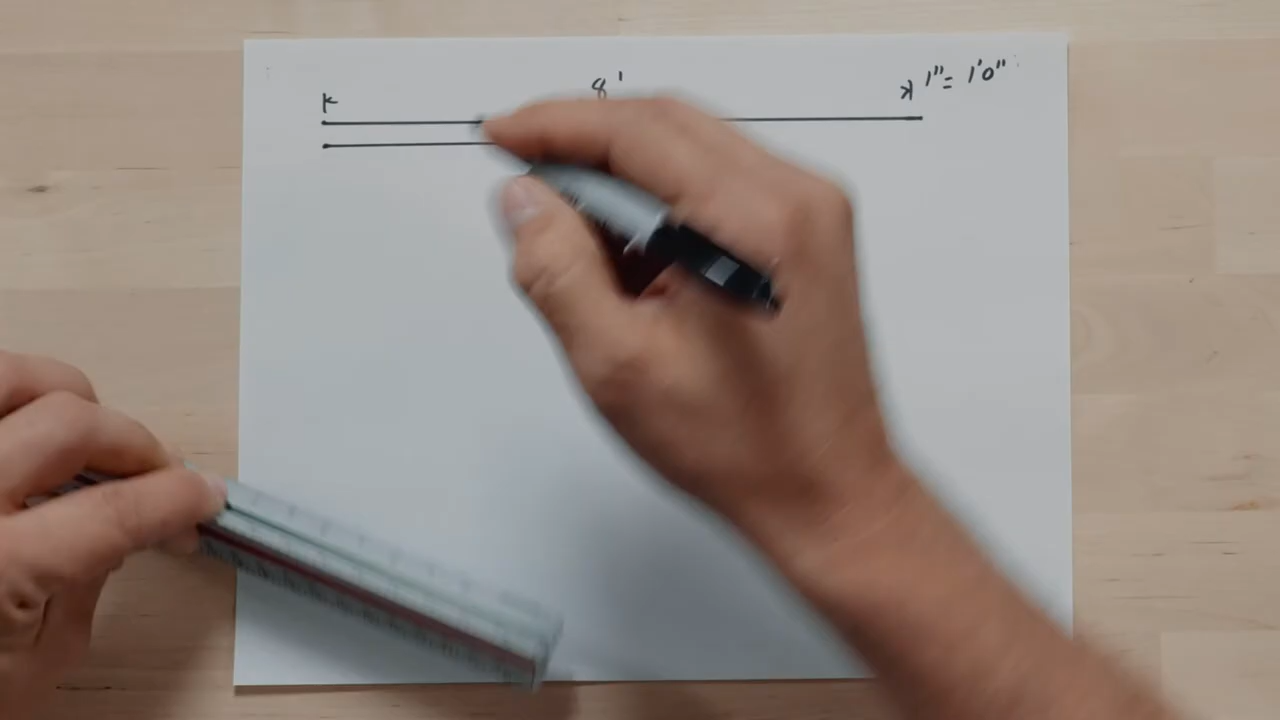 8'
1" = 1'0"